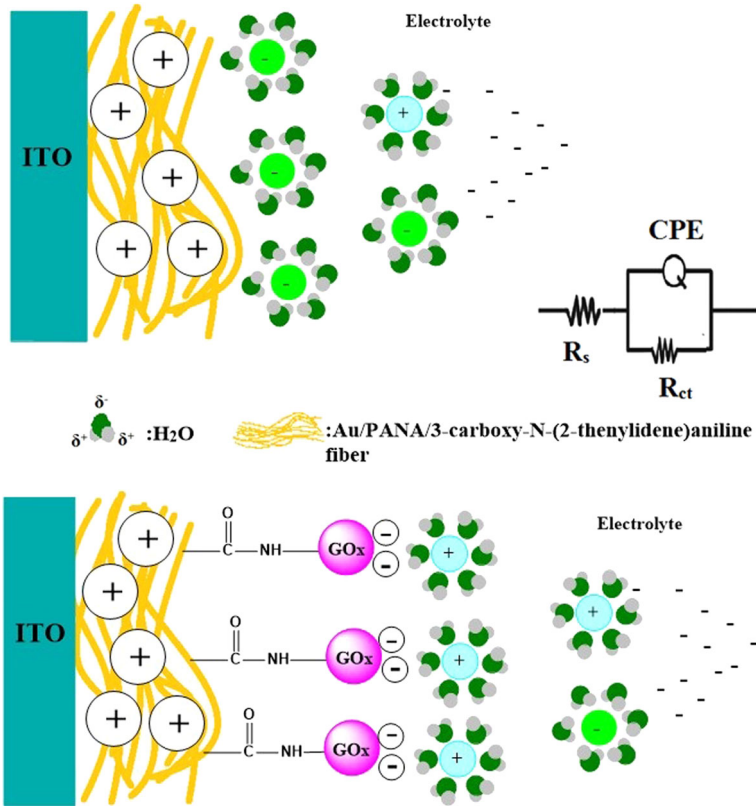 Electrolyte
+
+
ITO
+
+ +
-
-
-
+
-
CPE
Q
Rs
Rct
δ-
δ+ δ+ :H2O
:Au/PANA/3-carboxy-N-(2-thenylidene)aniline
fiber
Electrolyte
ITO
+
+
+
+ +
O
C NH GOx - -
+
O
C NH GOx - -
+
O
C NH GOx - -
+
+
-